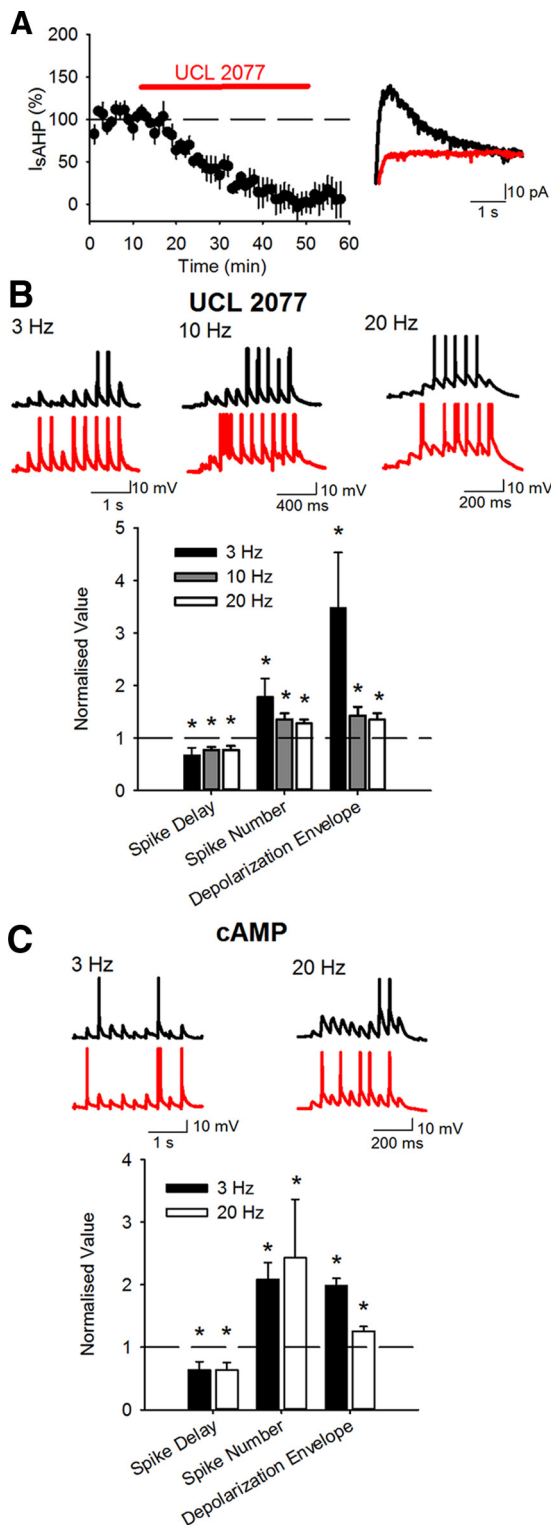 A
200
150
100
50
0
I sAHP (%)
UCL 2077
0 10 20 30 40 50 60
Time (min)
10 pA
1 s
B
UCL 2077
3 Hz 10 Hz 20 Hz
10 mV
1 s
10 mV
400 ms
10 mV
200 ms
5
4
3
2
1
0
Normalised Value
3 Hz
10 Hz
20 Hz
* * * * * * * * *
Spike Delay
Spike Number
Depolarization Envelope
C
cAMP
3 Hz 20 Hz
10 mV
1 s
10 mV
200 ms
4
3
2
1
0
Normalised Value
3 Hz
20 Hz
* * * * * *
Spike Delay
Spike Number
Depolarization Envelope